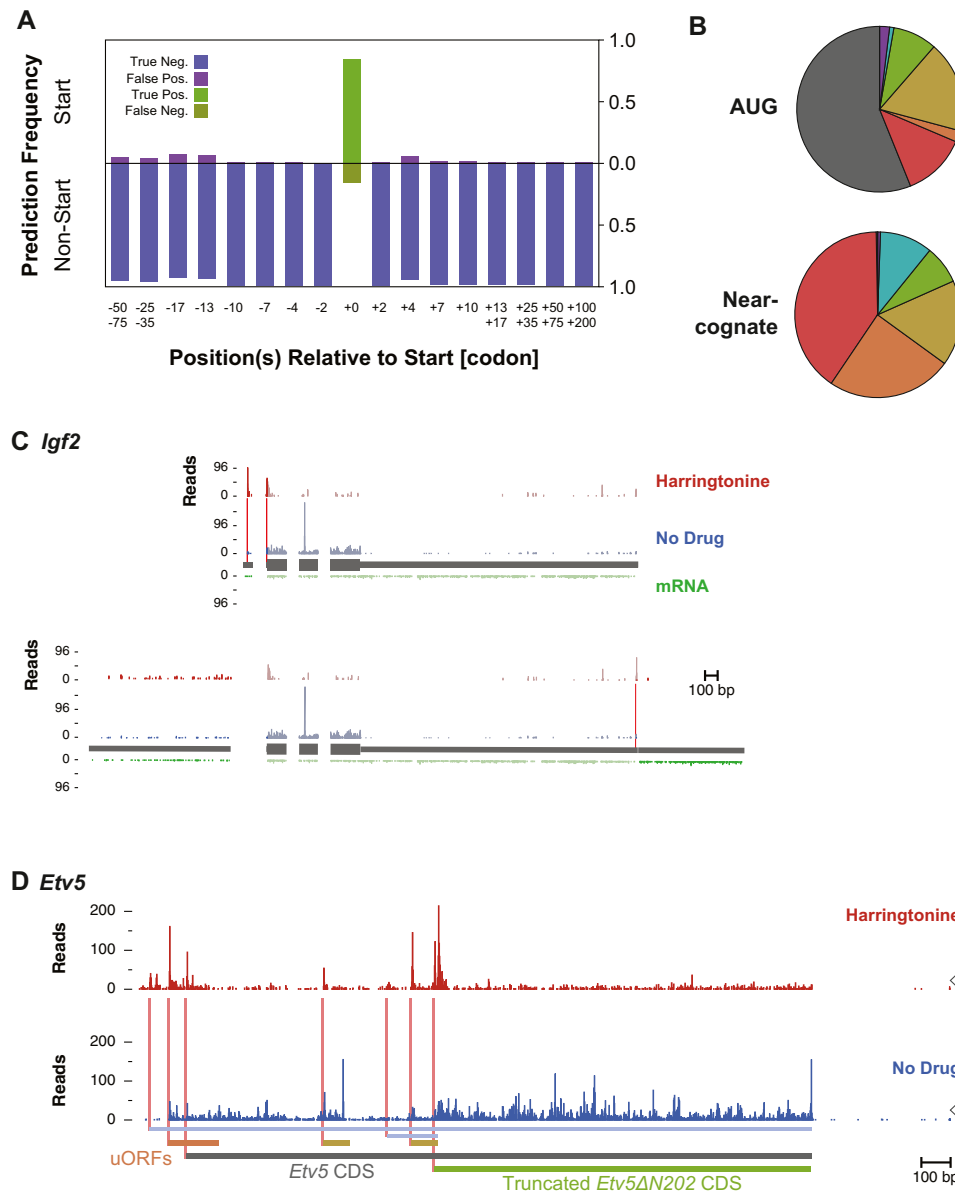 A
Prediction Frequency
Start
Non-Start
True Neg.
False Pos.
True Pos.
False Neg.
1.0
0.5
0.0
0.5
1.0
-50 -25 -17 -13 -10 -7 -4 -2 +0 +2 +4 +7 +10 +13 +25 +50 +100
-75 -35 +17 +35 +75 +200
Position(s) Relative to Start [codon]
B
AUG
Near-
cognate
C Igf2
Reads
96
0
Harringtonine
96
0
No Drug
0
96
mRNA
Reads
96
0
100 bp
96
0
0
96
D Etv5
Reads
200
100
0
Harringtonine
Reads
200
100
0
No Drug
uORFs
Etv5 CDS
Truncated Etv5ΔN202 CDS
100 bp